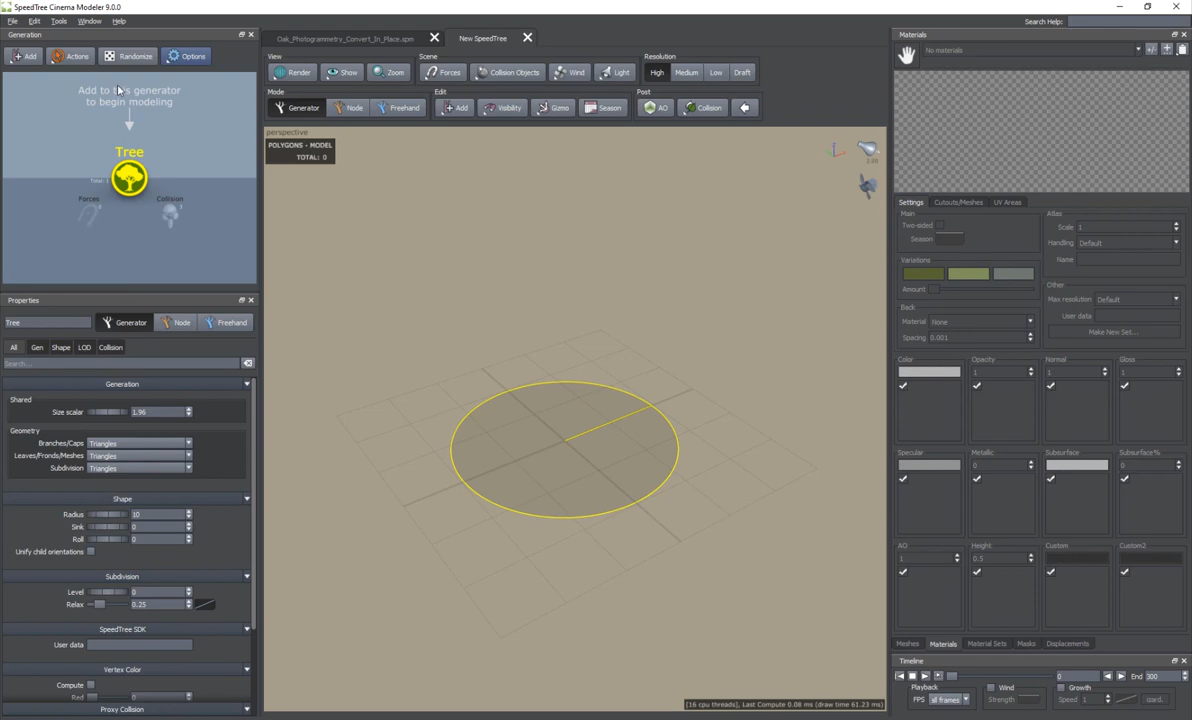 SpeedTree Cinema Modeler 9.0.0
File Edit Tools Window Help
Search Help:
Generation
Add Actions Randomize Options
Add to this generator
to begin modeling
Tree
Total: 1
Forces Collision
Properties
Tree Generator Node Freehand
All Gen Shape LOD Collision
Search...
Generation
Shared
Size scalar 1.96
Geometry
Branches/Caps Triangles
Leaves/Fronds/Meshes Triangles
Subdivision Triangles
Shape
Radius 10
Sink 0
Roll 0
Unify child orientations
Subdivision
Level 0
Relax 0.25
SpeedTree SDK
User data
Vertex Color
Compute
Red 0
Proxy Collision
Oak_Photogrammetry_Convert_In_Place.spm New SpeedTree
View Scene Resolution
Render Show Zoom Forces Collision Objects Wind Light High Medium Low Draft
Mode Edit Post
Generator Node Freehand Add Visibility Gizmo Season AO Collision
perspective
POLYGONS - MODEL
TOTAL: 0
1.00
[16 cpu threads], Last Compute 0.08 ms (draw time 61.23 ms)
Materials
No materials
Settings Cutouts/Meshes UV Areas
Main
Two-sided
Season
Variations
Amount
Back
Material None
Spacing 0.001
Atlas
Scale 1
Handling Default
Name
Other
Max resolution Default
User data
Make New Set...
Color Opacity Normal Gloss
1 1 1
Specular Metallic Subsurface Subsurface%
0 0
AO Height Custom Custom2
1 0.5
Meshes Materials Material Sets Masks Displacements
Timeline
0 End 300
Playback Wind Growth
FPS all frames Strength Speed 1